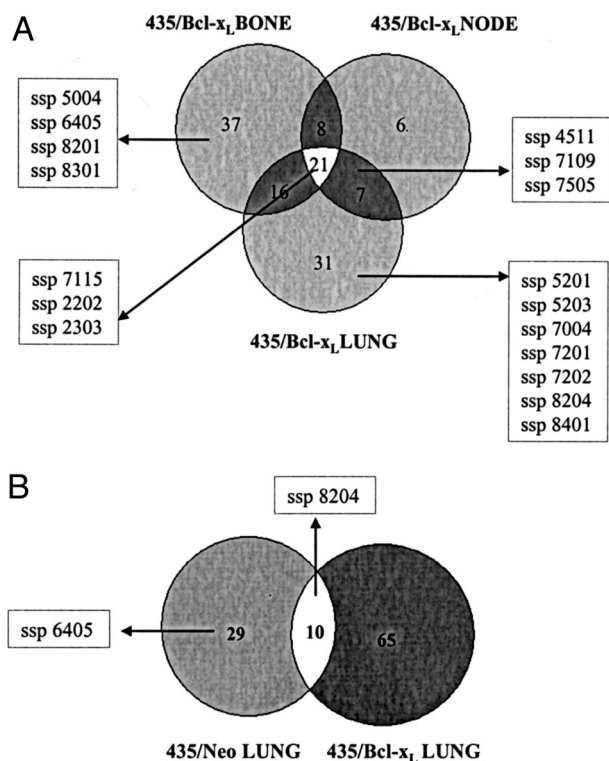 A
435/Bcl-xLBONE
435/Bcl-xLNODE
ssp 5004
ssp 6405
ssp 8201
ssp 8301
37
8
6
21
16
7
31
ssp 4511
ssp 7109
ssp 7505
ssp 7115
ssp 2202
ssp 2303
435/Bcl-xLLUNG
ssp 5201
ssp 5203
ssp 7004
ssp 7201
ssp 7202
ssp 8204
ssp 8401
B
ssp 8204
ssp 6405
29
10
65
435/Neo LUNG
435/Bcl-xL LUNG